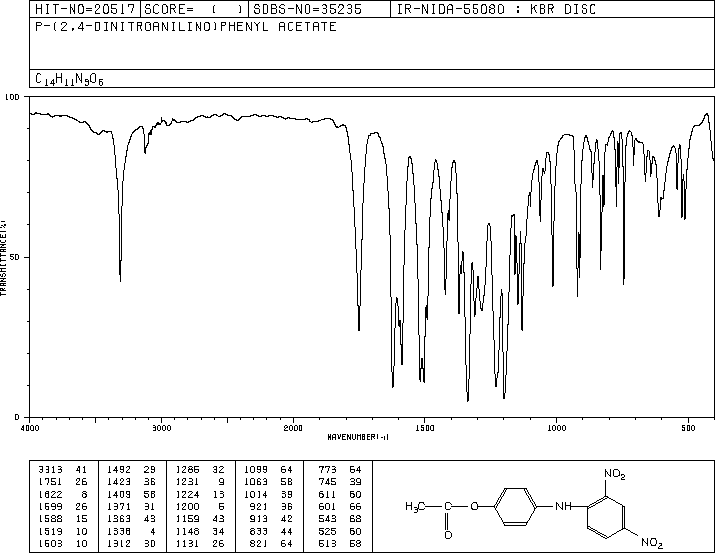 HIT-NO=20517 SCORE= ( ) SDBS-NO=35235 IR-NIDA-55080 : KBR DISC
P-(2,4-DINITROANILINO)PHENYL ACETATE
C14H11N3O6
100
50
0
TRANSMITTANCE(%)
4000 3000 2000 1500 1000 500
WAVENUMBER(-1)
3313 41 1492 29 1286 32 1099 64 773 64
1751 26 1423 36 1231 9 1063 58 745 39
1622 8 1409 58 1224 13 1014 39 611 60
1599 26 1371 31 1200 5 921 36 601 66
1588 15 1363 43 1159 43 913 42 543 68
1519 10 1338 4 1148 34 833 44 525 60
1503 10 1312 30 1131 26 821 64 513 58
NO2
H3C C O NH
O
NO2